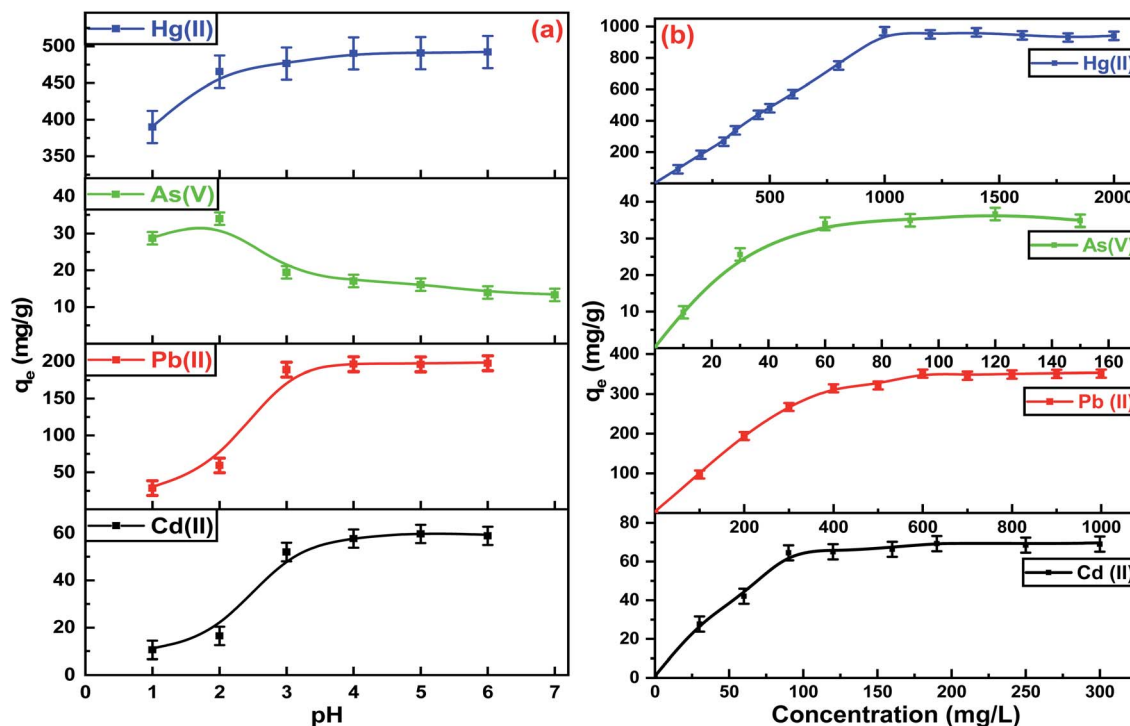 Hg(II)
(a)
500
450
400
350
As(V)
40
30
20
10
Pb(II)
200
150
100
50
Cd(II)
60
40
20
0
0 1 2 3 4 5 6 7
pH
qe (mg/g)
(b)
1000
800
600
400
200
Hg(II)
500 1000 1500 2000
40
30
20
10
As(V)
20 40 60 80 100 120 140 160
400
300
200
100
Pb (II)
200 400 600 800 1000
80
60
40
20
0
Cd (II)
0 50 100 150 200 250 300
Concentration (mg/L)
qe (mg/g)